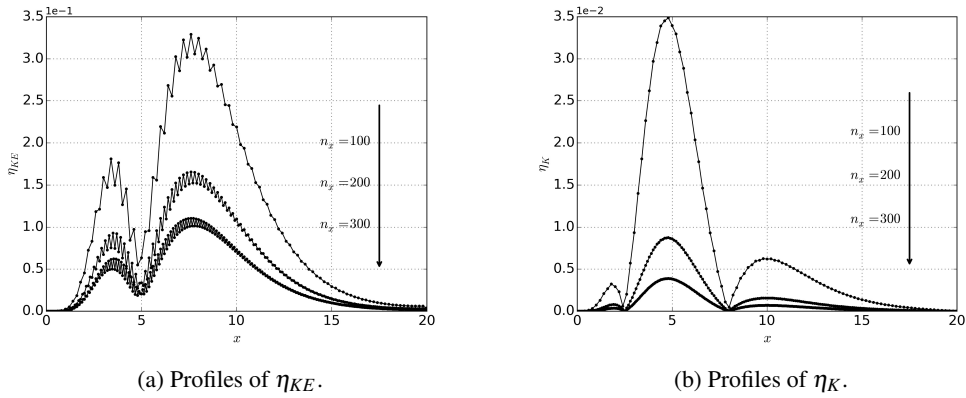 1e−1
3.5
3.0
2.5
2.0
1.5
1.0
0.5
0.0
η_KE
n_x =100
n_x =200
n_x =300
0 5 10 15 20
x
(a) Profiles of η_KE.
1e−2
3.5
3.0
2.5
2.0
1.5
1.0
0.5
0.0
η_K
n_x =100
n_x =200
n_x =300
0 5 10 15 20
x
(b) Profiles of η_K.